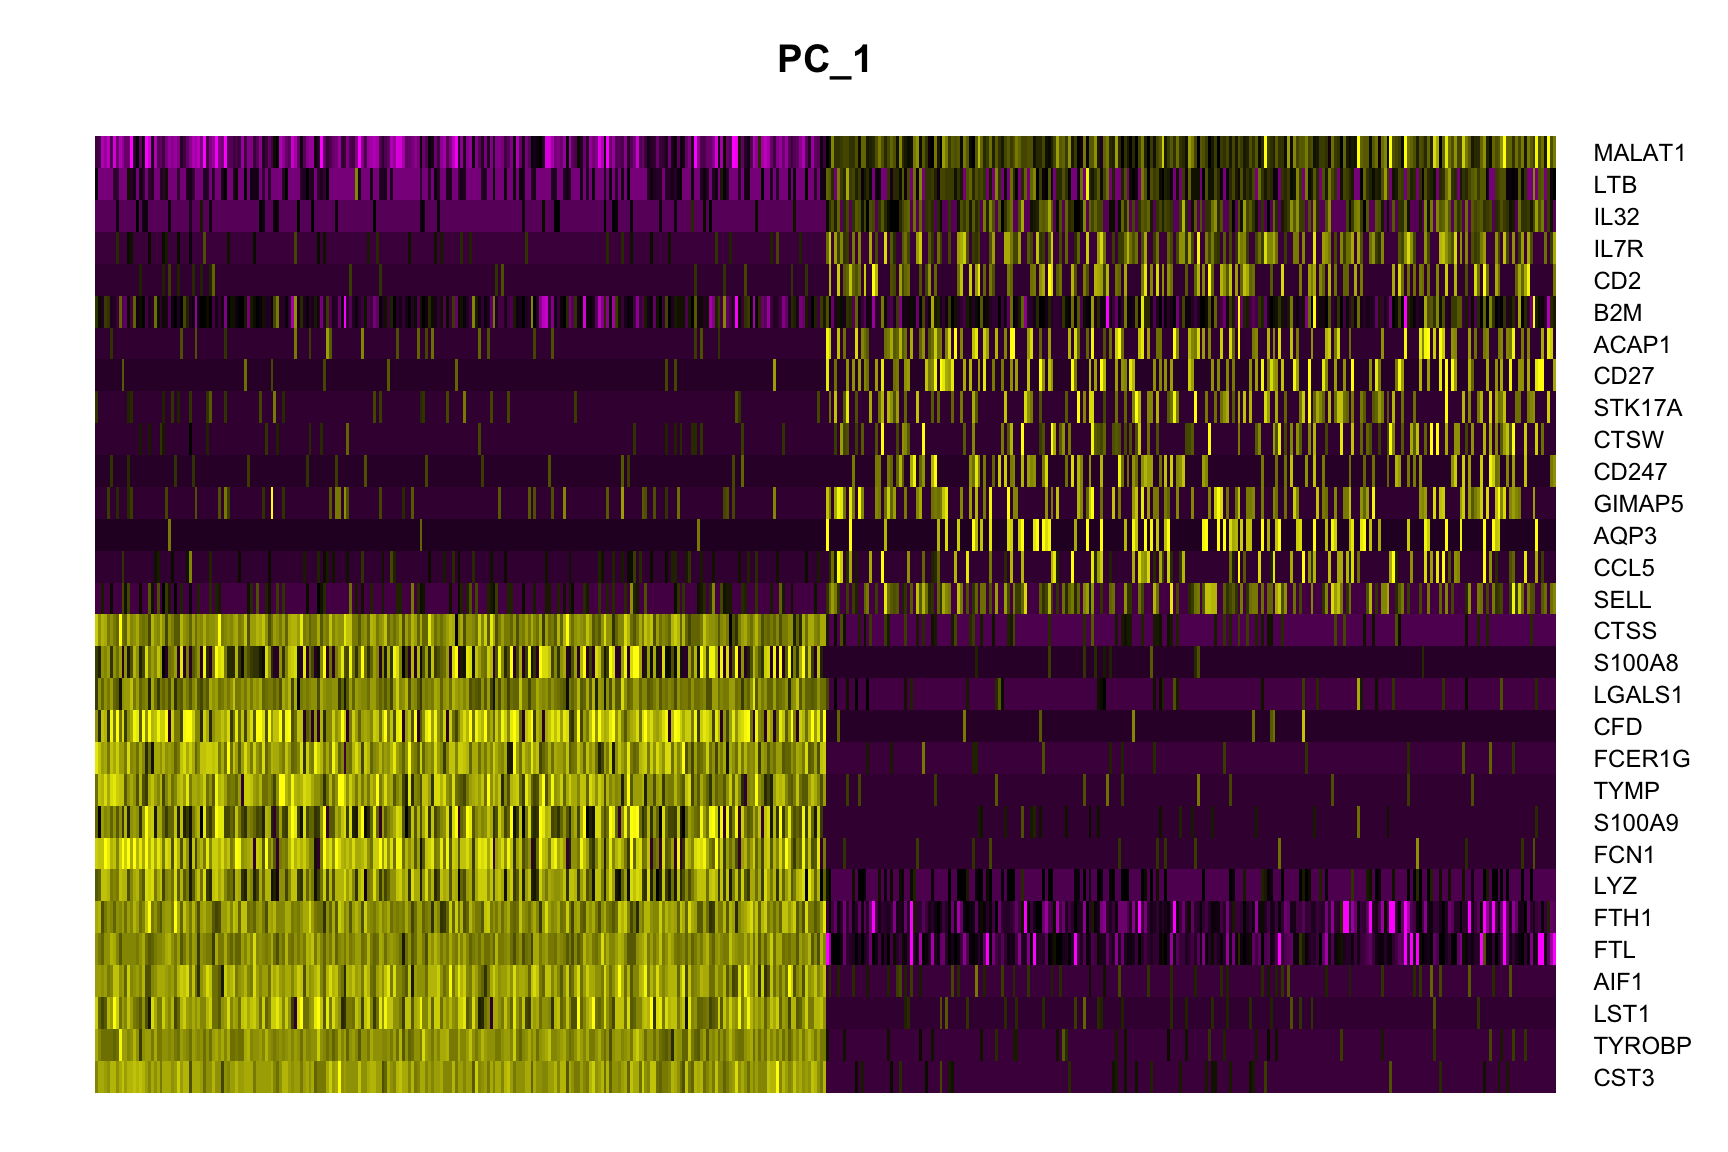 PC_1
MALAT1
LTB
IL32
IL7R
CD2
B2M
ACAP1
CD27
STK17A
CTSW
CD247
GIMAP5
AQP3
CCL5
SELL
CTSS
S100A8
LGALS1
CFD
FCER1G
TYMP
S100A9
FCN1
LYZ
FTH1
FTL
AIF1
LST1
TYROBP
CST3